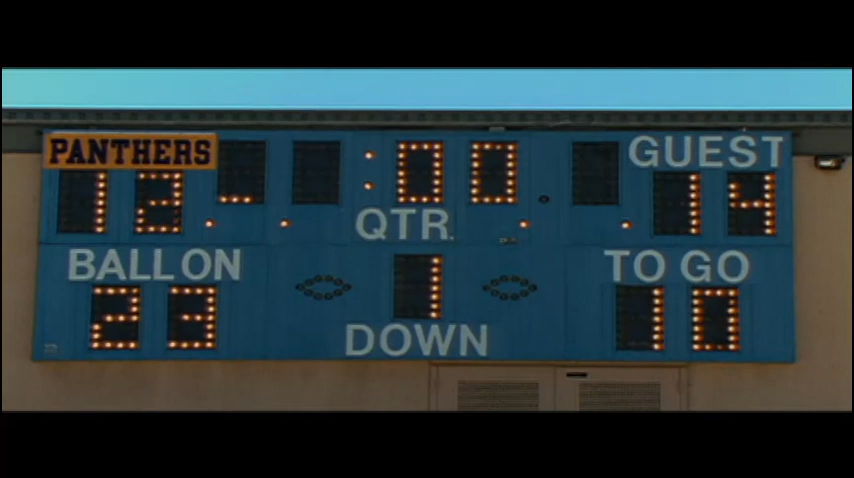 PANTHERS :00 GUEST
12 14
QTR.
BALL ON 1 TO GO
23 10
DOWN